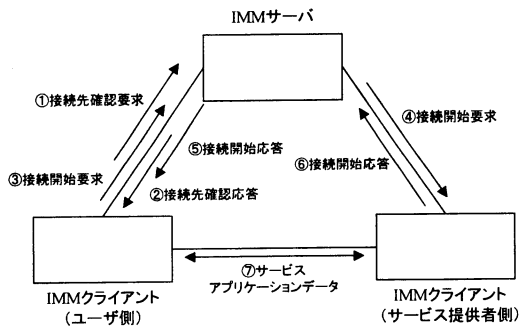 IMMサーバ
①接続先確認要求
④接続開始要求
⑤接続開始応答
⑥接続開始応答
③接続開始要求
②接続先確認応答
⑦サービス
アプリケーションデータ
IMMクライアント
(ユーザ側)
IMMクライアント
(サービス提供者側)